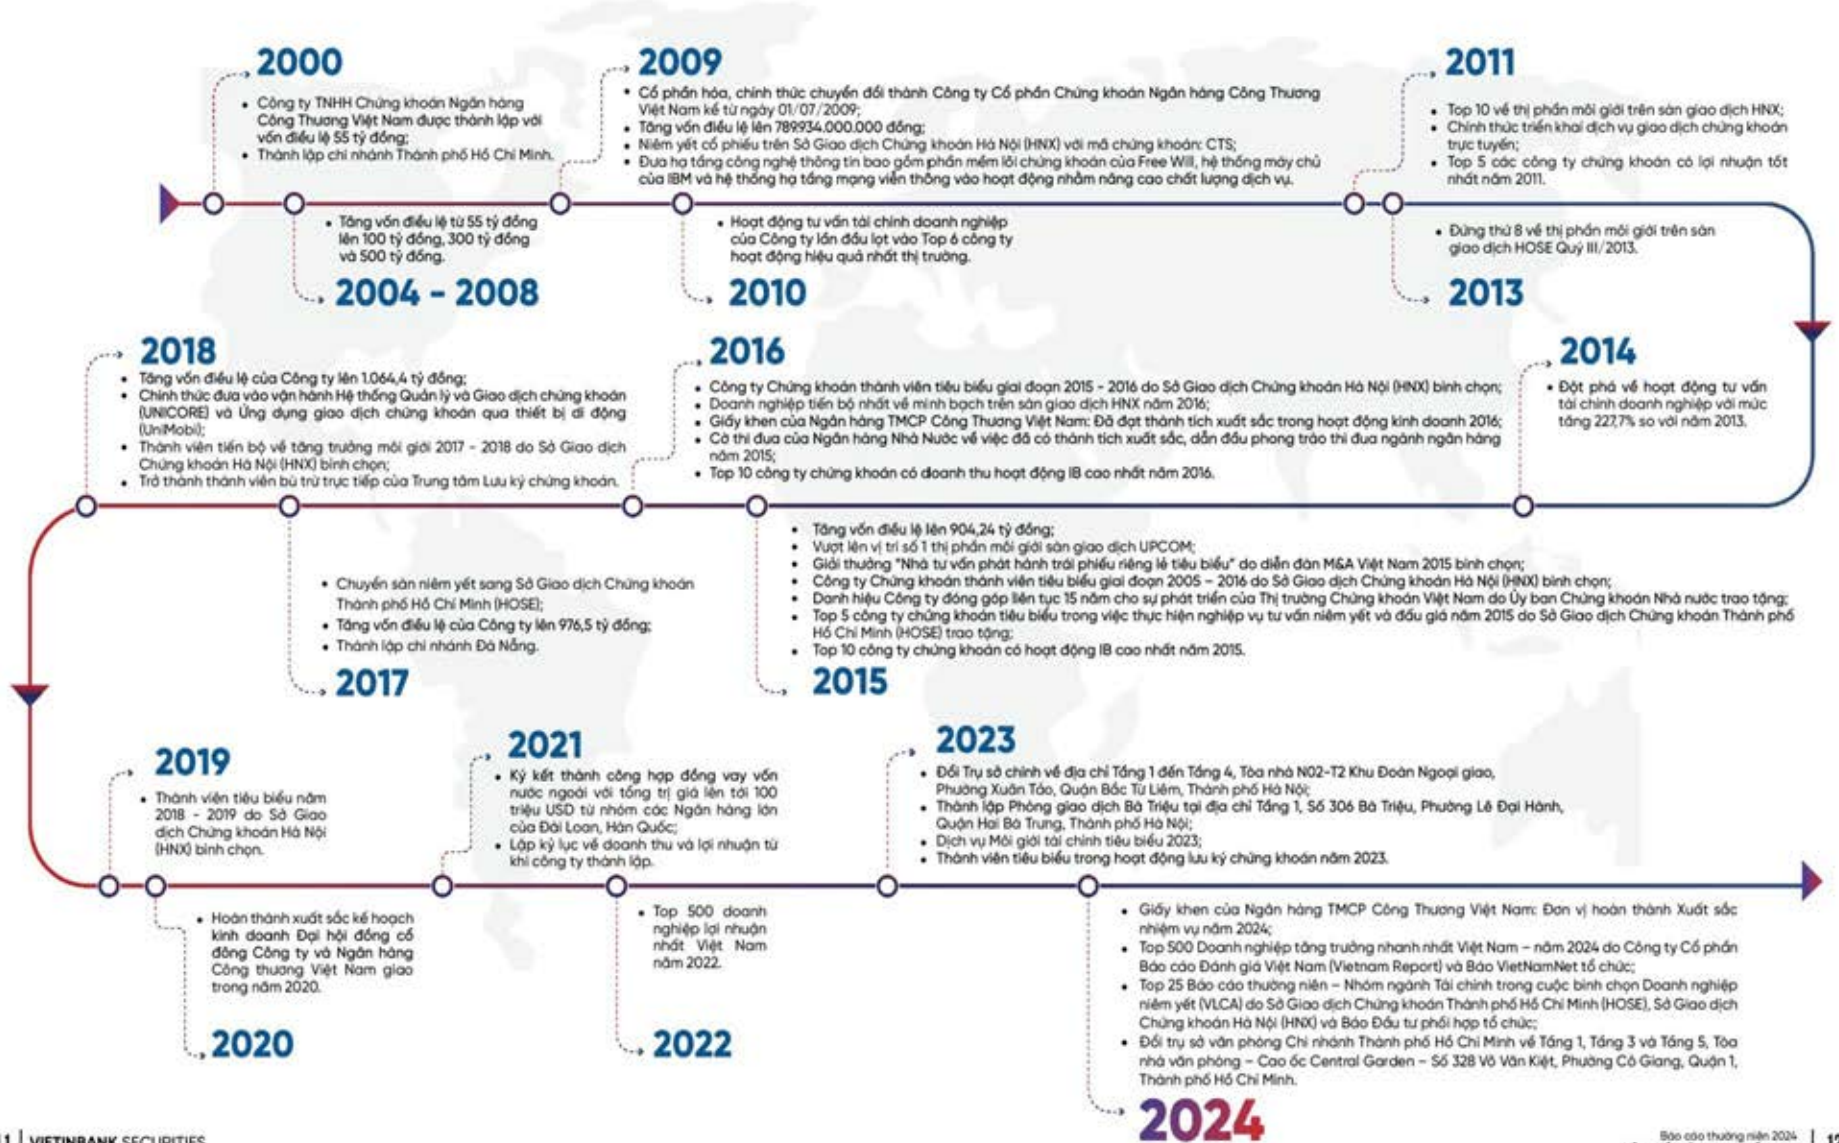 2000
• Công ty TNHH Chứng khoán Ngân hàng
Công Thương Việt Nam được thành lập với
vốn điều lệ 55 tỷ đồng;
• Thành lập chi nhánh Thành phố Hồ Chí Minh.
• Tăng vốn điều lệ từ 55 tỷ đồng
lên 100 tỷ đồng, 300 tỷ đồng
và 500 tỷ đồng.
2004 - 2008
2009
• Cổ phần hóa, chính thức chuyển đổi thành Công ty Cổ phần Chứng khoán Ngân hàng Công Thương
Việt Nam kể từ ngày 01/07/2009;
• Tăng vốn điều lệ lên 789.934.000.000 đồng;
• Niêm yết cổ phiếu trên Sở Giao dịch Chứng khoán Hà Nội (HNX) với mã chứng khoán: CTS;
• Đưa hạ tầng công nghệ thông tin bao gồm phần mềm lõi chứng khoán của Free Will, hệ thống máy chủ
của IBM và hệ thống hạ tầng mạng viễn thông vào hoạt động nhằm nâng cao chất lượng dịch vụ.
• Hoạt động tư vấn tài chính doanh nghiệp
của Công ty lần đầu lọt vào Top 6 công ty
hoạt động hiệu quả nhất thị trường.
2010
2011
• Top 10 về thị phần môi giới trên sàn giao dịch HNX;
• Chính thức triển khai dịch vụ giao dịch chứng khoán
trực tuyến;
• Top 5 các công ty chứng khoán có lợi nhuận tốt
nhất năm 2011.
• Đứng thứ 8 về thị phần môi giới trên sàn
giao dịch HOSE Quý III/2013.
2013
2014
• Đột phá về hoạt động tư vấn
tài chính doanh nghiệp với mức
tăng 227,7% so với năm 2013.
• Tăng vốn điều lệ lên 904,24 tỷ đồng;
• Vượt lên vị trí số 1 thị phần môi giới sàn giao dịch UPCOM;
• Giải thưởng "Nhà tư vấn phát hành trái phiếu riêng lẻ tiêu biểu" do diễn đàn M&A Việt Nam 2015 bình chọn;
• Công ty Chứng khoán thành viên tiêu biểu giai đoạn 2005 – 2016 do Sở Giao dịch Chứng khoán Hà Nội (HNX) bình chọn;
• Danh hiệu Công ty đóng góp liên tục 15 năm cho sự phát triển của Thị trường Chứng khoán Việt Nam do Ủy ban Chứng khoán Nhà nước trao tặng;
• Top 5 công ty chứng khoán tiêu biểu trong việc thực hiện nghiệp vụ tư vấn niêm yết và đấu giá năm 2015 do Sở Giao dịch Chứng khoán Thành phố
Hồ Chí Minh (HOSE) trao tặng;
• Top 10 công ty chứng khoán có hoạt động IB cao nhất năm 2015.
2015
2016
• Công ty Chứng khoán thành viên tiêu biểu giai đoạn 2015 - 2016 do Sở Giao dịch Chứng khoán Hà Nội (HNX) bình chọn;
• Doanh nghiệp tiến bộ nhất về minh bạch trên sàn giao dịch HNX năm 2016;
• Giấy khen của Ngân hàng TMCP Công Thương Việt Nam: Đã đạt thành tích xuất sắc trong hoạt động kinh doanh 2016;
• Cờ thi đua của Ngân hàng Nhà Nước về việc đã có thành tích xuất sắc, dẫn đầu phong trào thi đua ngành ngân hàng
năm 2015;
• Top 10 công ty chứng khoán có doanh thu hoạt động IB cao nhất năm 2016.
• Chuyển sàn niêm yết sang Sở Giao dịch Chứng khoán
Thành phố Hồ Chí Minh (HOSE);
• Tăng vốn điều lệ của Công ty lên 976,5 tỷ đồng;
• Thành lập chi nhánh Đà Nẵng.
2017
2018
• Tăng vốn điều lệ của Công ty lên 1.064,4 tỷ đồng;
• Chính thức đưa vào vận hành Hệ thống Quản lý và Giao dịch chứng khoán
(UNICORE) và Ứng dụng giao dịch chứng khoán qua thiết bị di động
(UniMobi);
• Thành viên tiến bộ về tăng trưởng môi giới 2017 - 2018 do Sở Giao dịch
Chứng khoán Hà Nội (HNX) bình chọn;
• Trở thành thành viên bù trừ trực tiếp của Trung tâm Lưu ký chứng khoán.
2019
• Thành viên tiêu biểu năm
2018 - 2019 do Sở Giao
dịch Chứng khoán Hà Nội
(HNX) bình chọn.
• Hoàn thành xuất sắc kế hoạch
kinh doanh Đại hội đồng cổ
đông Công ty và Ngân hàng
Công thương Việt Nam giao
trong năm 2020.
2020
2021
• Ký kết thành công hợp đồng vay vốn
nước ngoài với tổng trị giá lên tới 100
triệu USD từ nhóm các Ngân hàng lớn
của Đài Loan, Hàn Quốc;
• Lập kỷ lục về doanh thu và lợi nhuận từ
khi công ty thành lập.
• Top 500 doanh
nghiệp lợi nhuận
nhất Việt Nam
năm 2022.
2022
2023
• Đổi Trụ sở chính về địa chỉ Tầng 1 đến Tầng 4, Tòa nhà N02-T2 Khu Đoàn Ngoại giao,
Phường Xuân Tảo, Quận Bắc Từ Liêm, Thành phố Hà Nội;
• Thành lập Phòng giao dịch Bà Triệu tại địa chỉ Tầng 1, Số 306 Bà Triệu, Phường Lê Đại Hành,
Quận Hai Bà Trưng, Thành phố Hà Nội;
• Dịch vụ Môi giới tài chính tiêu biểu 2023;
• Thành viên tiêu biểu trong hoạt động lưu ký chứng khoán năm 2023.
• Giấy khen của Ngân hàng TMCP Công Thương Việt Nam: Đơn vị hoàn thành Xuất sắc
nhiệm vụ năm 2024;
• Top 500 Doanh nghiệp tăng trưởng nhanh nhất Việt Nam – năm 2024 do Công ty Cổ phần
Báo cáo Đánh giá Việt Nam (Vietnam Report) và Báo VietNamNet tổ chức;
• Top 25 Báo cáo thường niên – Nhóm ngành Tài chính trong cuộc bình chọn Doanh nghiệp
niêm yết (VLCA) do Sở Giao dịch Chứng khoán Thành phố Hồ Chí Minh (HOSE), Sở Giao dịch
Chứng khoán Hà Nội (HNX) và Báo Đầu tư phối hợp tổ chức;
• Đổi trụ sở văn phòng Chi nhánh Thành phố Hồ Chí Minh về Tầng 1, Tầng 3 và Tầng 5, Tòa
nhà văn phòng – Cao ốc Central Garden – Số 328 Võ Văn Kiệt, Phường Cô Giang, Quận 1,
Thành phố Hồ Chí Minh.
2024
VIETINBANK SECURITIES
Báo cáo thường niên 2024